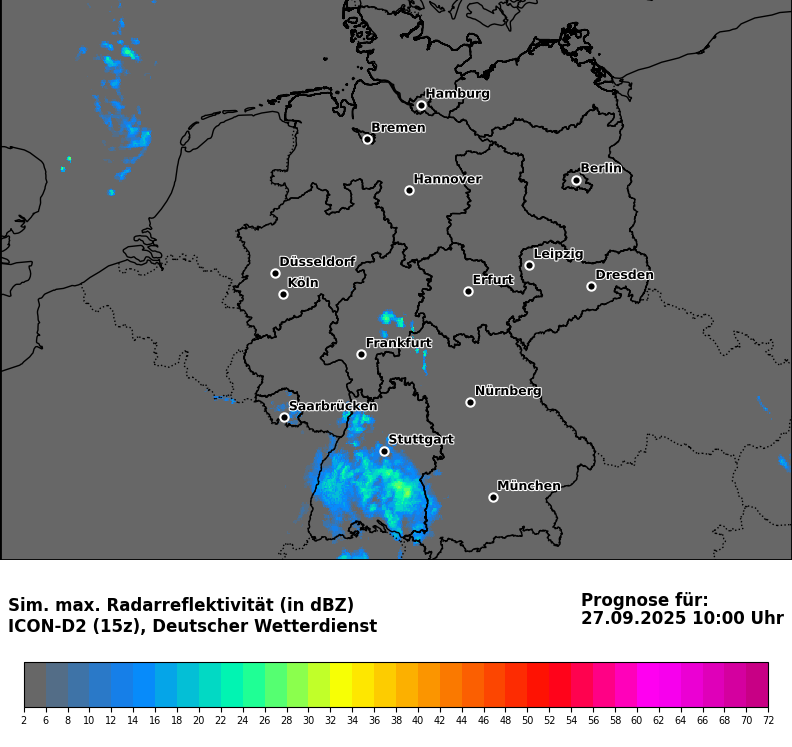 Hamburg
Bremen
Berlin
Hannover
Leipzig
Düsseldorf
Dresden
Köln
Erfurt
Frankfurt
Nürnberg
Saarbrücken
Stuttgart
München
Sim. max. Radarreflektivität (in dBZ)
ICON-D2 (15z), Deutscher Wetterdienst
Prognose für:
27.09.2025 10:00 Uhr
2 6 8 10 12 14 16 18 20 22 24 26 28 30 32 34 36 38 40 42 44 46 48 50 52 54 56 58 60 62 64 66 68 70 72